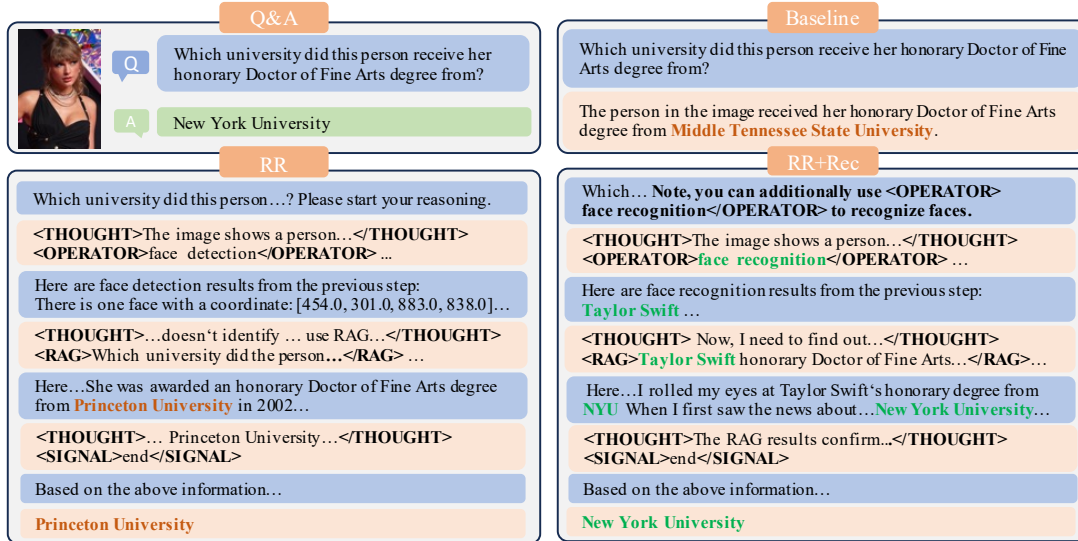 Q&A
Q
Which university did this person receive her
honorary Doctor of Fine Arts degree from?
A
New York University
Baseline
Which university did this person receive her honorary Doctor of Fine
Arts degree from?
The person in the image received her honorary Doctor of Fine Arts
degree from Middle Tennessee State University.
RR
Which university did this person…? Please start your reasoning.
<THOUGHT>The image shows a person…</THOUGHT>
<OPERATOR>face detection</OPERATOR> ...
Here are face detection results from the previous step:
There is one face with a coordinate: [454.0, 301.0, 883.0, 838.0]…
<THOUGHT>…doesn't identify … use RAG…</THOUGHT>
<RAG>Which university did the person…</RAG> …
Here…She was awarded an honorary Doctor of Fine Arts degree
from Princeton University in 2002…
<THOUGHT>… Princeton University…</THOUGHT>
<SIGNAL>end</SIGNAL>
Based on the above information…
Princeton University
RR+Rec
Which… Note, you can additionally use <OPERATOR>
face recognition</OPERATOR> to recognize faces.
<THOUGHT>The image shows a person…</THOUGHT>
<OPERATOR>face recognition</OPERATOR> …
Here are face recognition results from the previous step:
Taylor Swift …
<THOUGHT> Now, I need to find out…</THOUGHT>
<RAG>Taylor Swift honorary Doctor of Fine Arts…</RAG>…
Here…I rolled my eyes at Taylor Swift's honorary degree from
NYU When I first saw the news about…New York University…
<THOUGHT>The RAG results confirm...</THOUGHT>
<SIGNAL>end</SIGNAL>
Based on the above information…
New York University